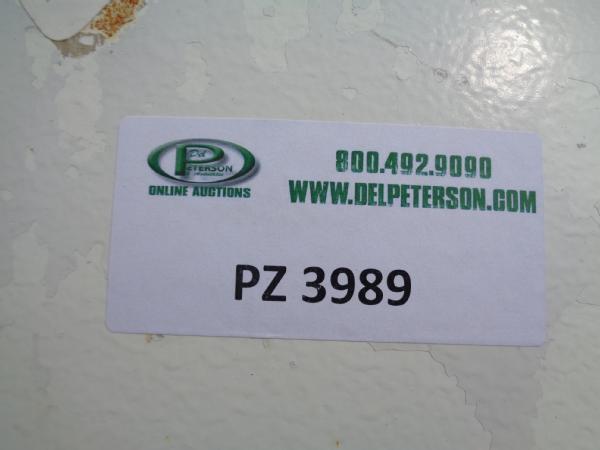 Del
PETERSON
ONLINE AUCTIONS
800.492.9090
WWW.DELPETERSON.COM
PZ 3989